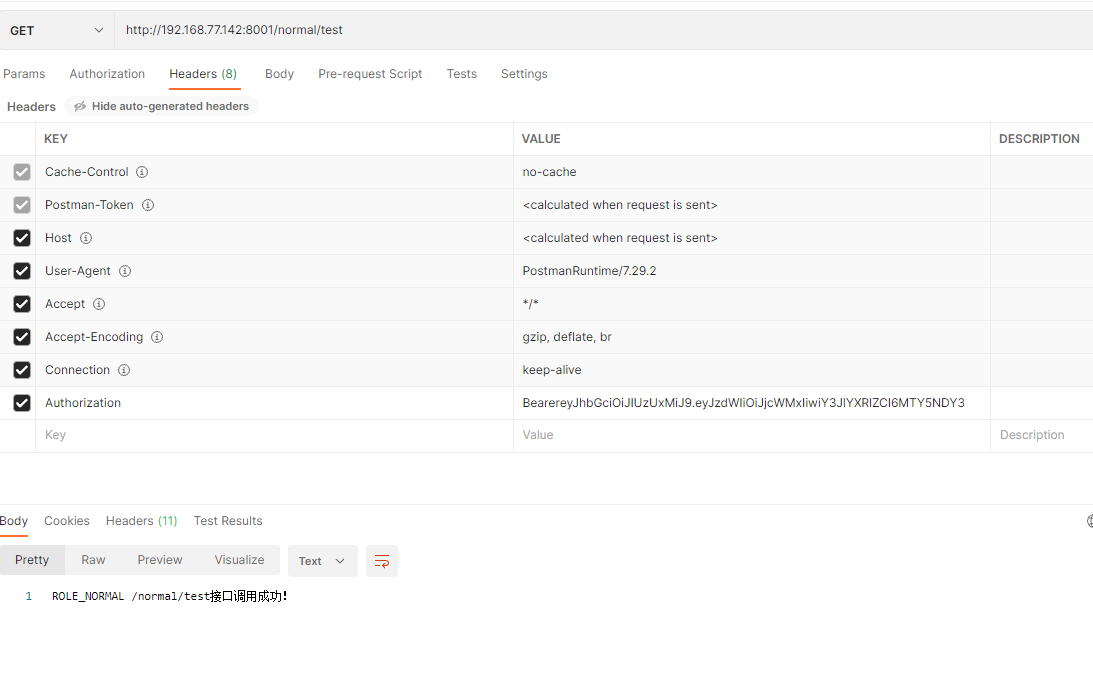 GET http://192.168.77.142:8001/normal/test
Params Authorization Headers (8) Body Pre-request Script Tests Settings
Headers Hide auto-generated headers
KEY VALUE DESCRIPTION
Cache-Control no-cache
Postman-Token <calculated when request is sent>
Host <calculated when request is sent>
User-Agent PostmanRuntime/7.29.2
Accept */*
Accept-Encoding gzip, deflate, br
Connection keep-alive
Authorization BearereyJhbGciOiJIUzUxMiJ9.eyJzdWIiOiJjcWMxIiwiY3JlYXRlZCI6MTY5NDY3
Key Value Description
Body Cookies Headers (11) Test Results
Pretty Raw Preview Visualize Text
1 ROLE_NORMAL /normal/test接口调用成功!